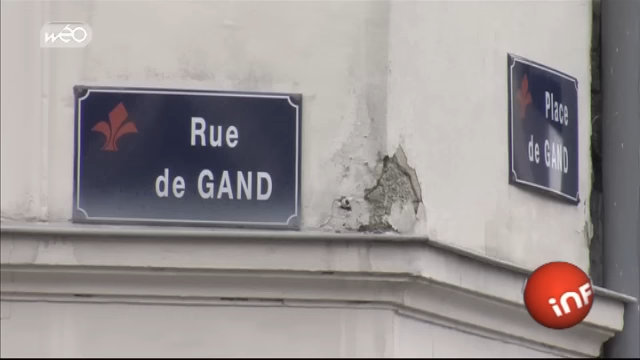 wéo
Rue
de GAND
Place
de GAND
inF